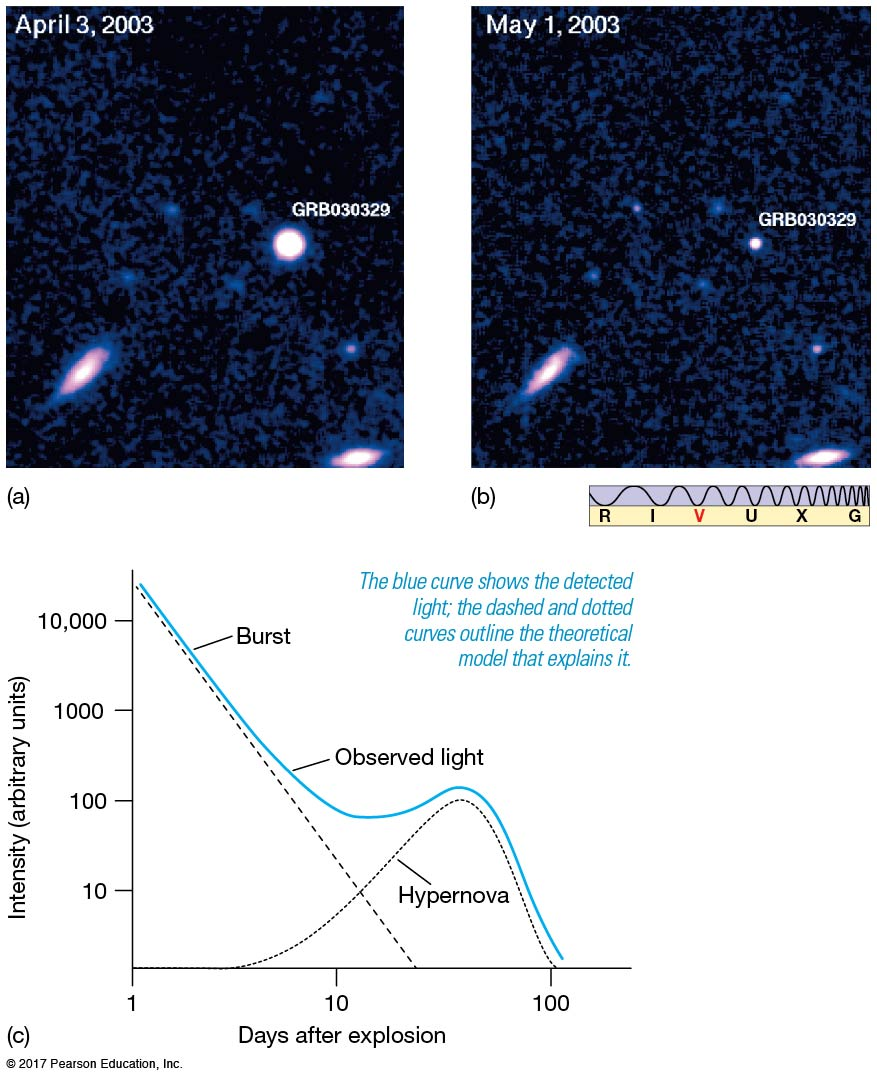 April 3, 2003
May 1, 2003
GRB030329
GRB030329
(a)
(b)
R I V U X G
The blue curve shows the detected
light; the dashed and dotted
curves outline the theoretical
model that explains it.
10,000
1000
100
10
Intensity (arbitrary units)
Burst
Observed light
Hypernova
1 10 100
Days after explosion
(c)
© 2017 Pearson Education, Inc.